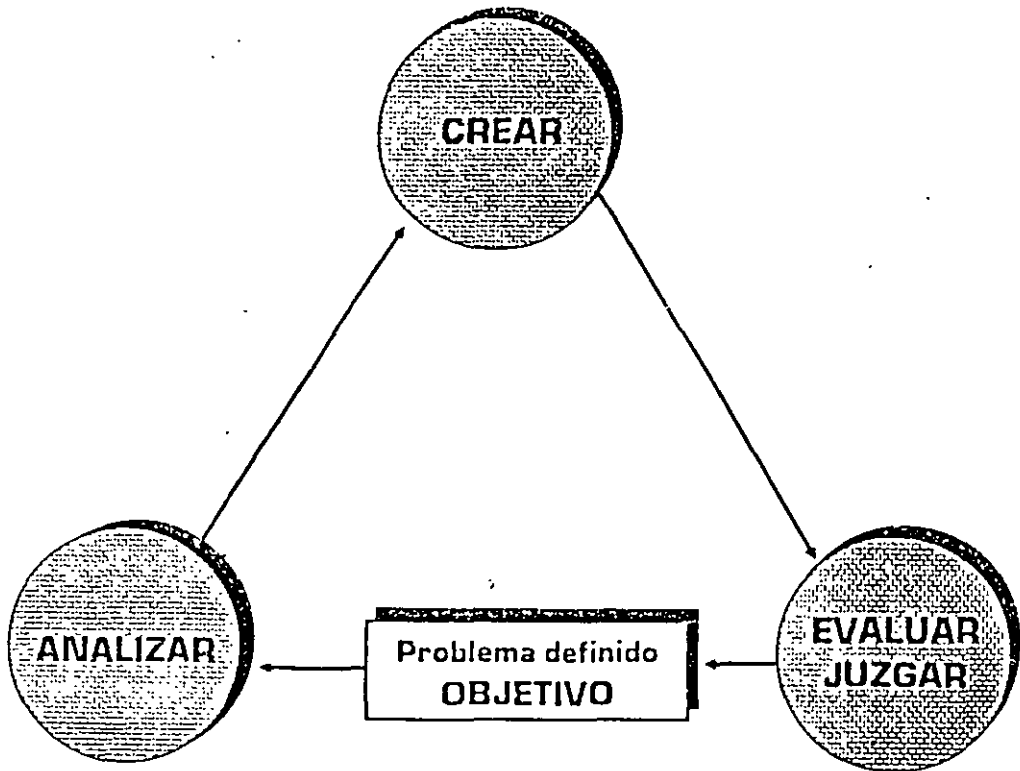 CREAR
ANALIZAR
Problema definido
OBJETIVO
EVALUAR
JUZGAR